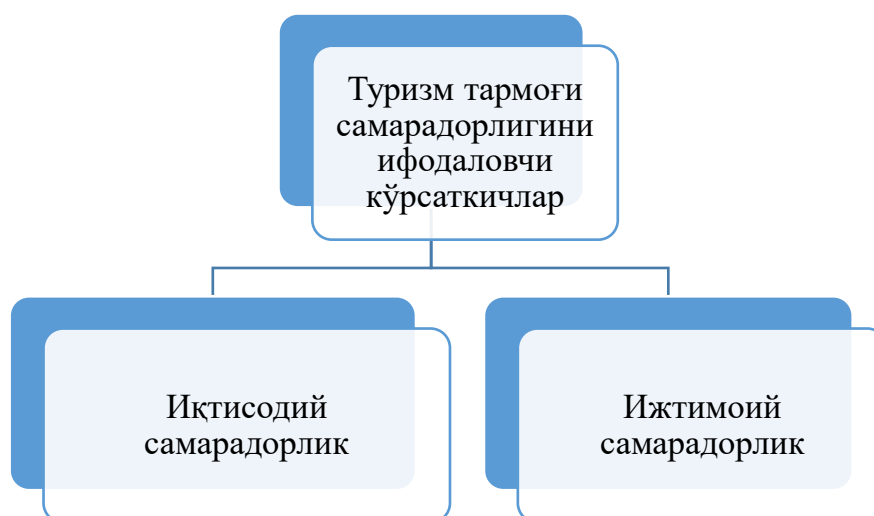 Туризм тармоғи
самарадорлигини
ифодаловчи
кўрсаткичлар
Иқтисодий
самарадорлик
Ижтимоий
самарадорлик